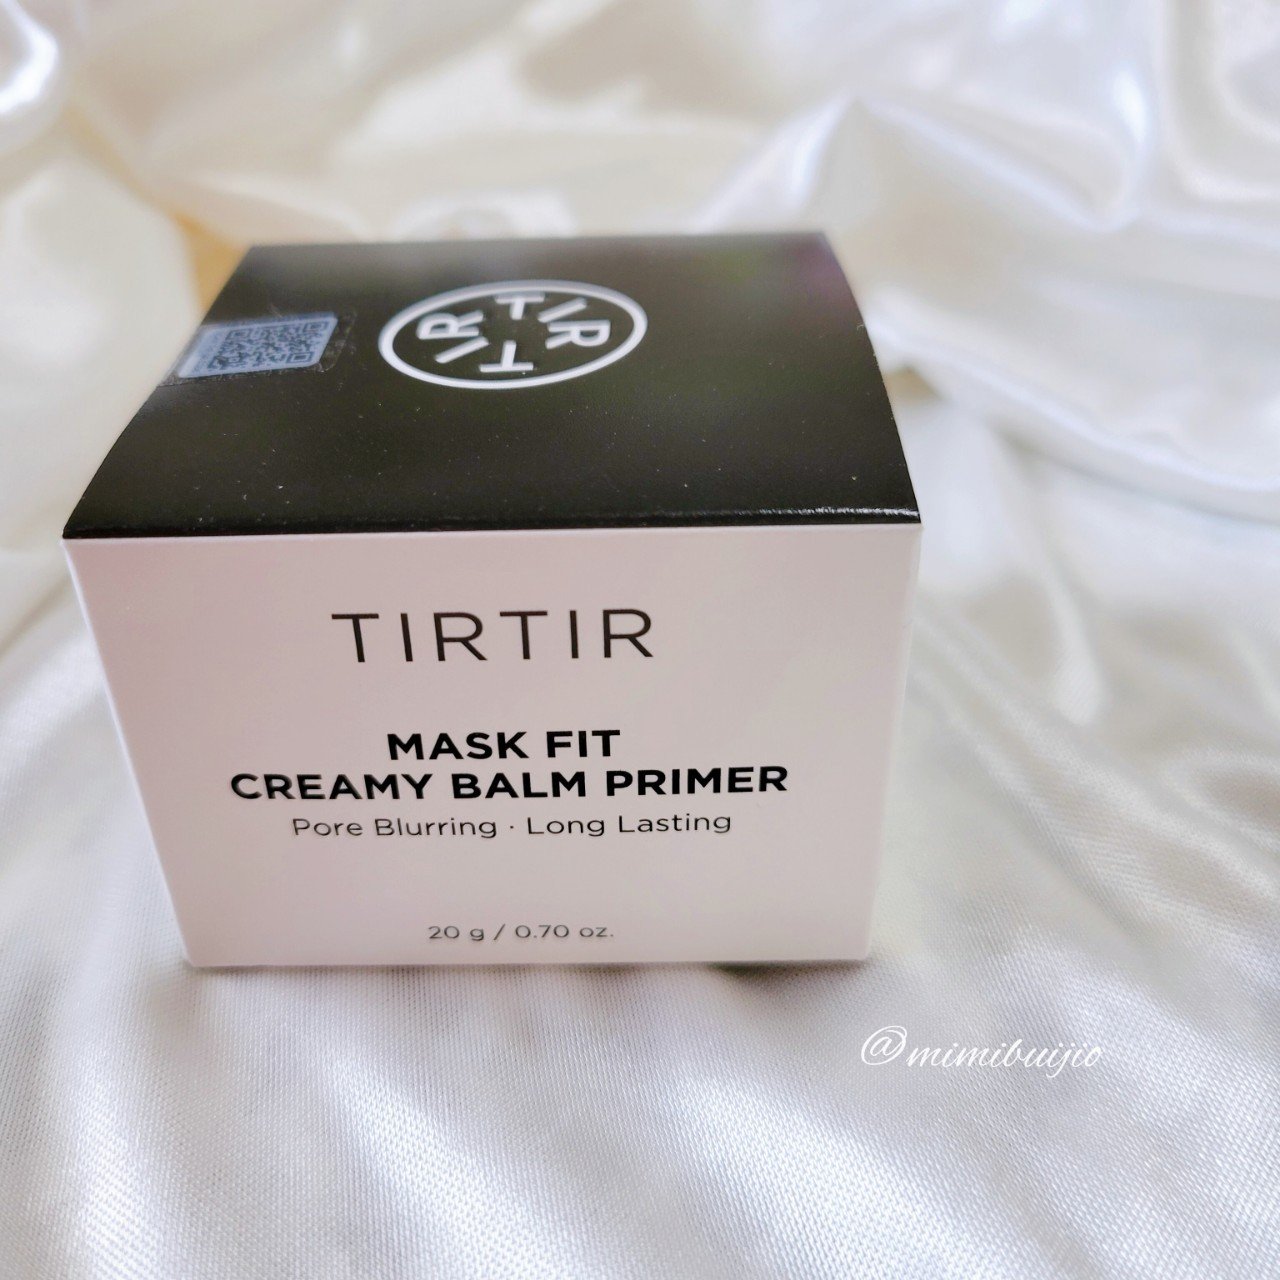 TIRTIR
TIRTIR
MASK FIT
CREAMY BALM PRIMER
Pore Blurring · Long Lasting
20 g / 0.70 oz.
@mimibuijio